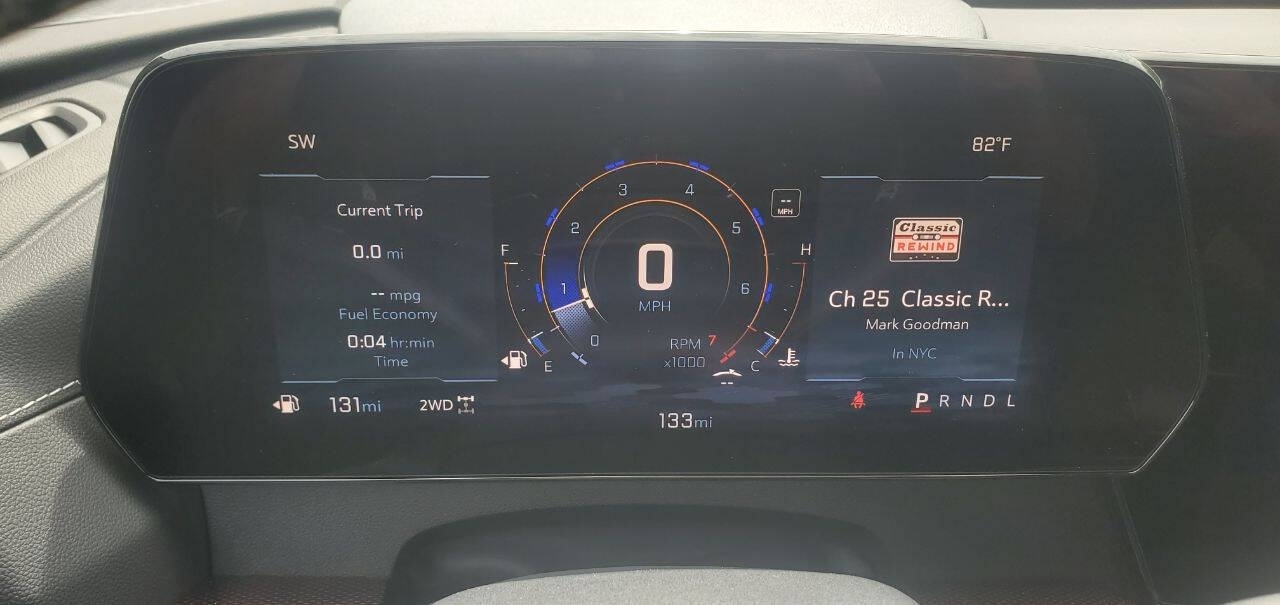 SW
82°F
Current Trip
0.0 mi
-- mpg
Fuel Economy
0:04 hr:min
Time
131mi
2WD
F
E
0
1
2
3
4
5
6
7
0
MPH
RPM
x1000
--
MPH
H
C
--
133mi
Classic
REWIND
Ch 25 Classic R...
Mark Goodman
In NYC
P R N D L